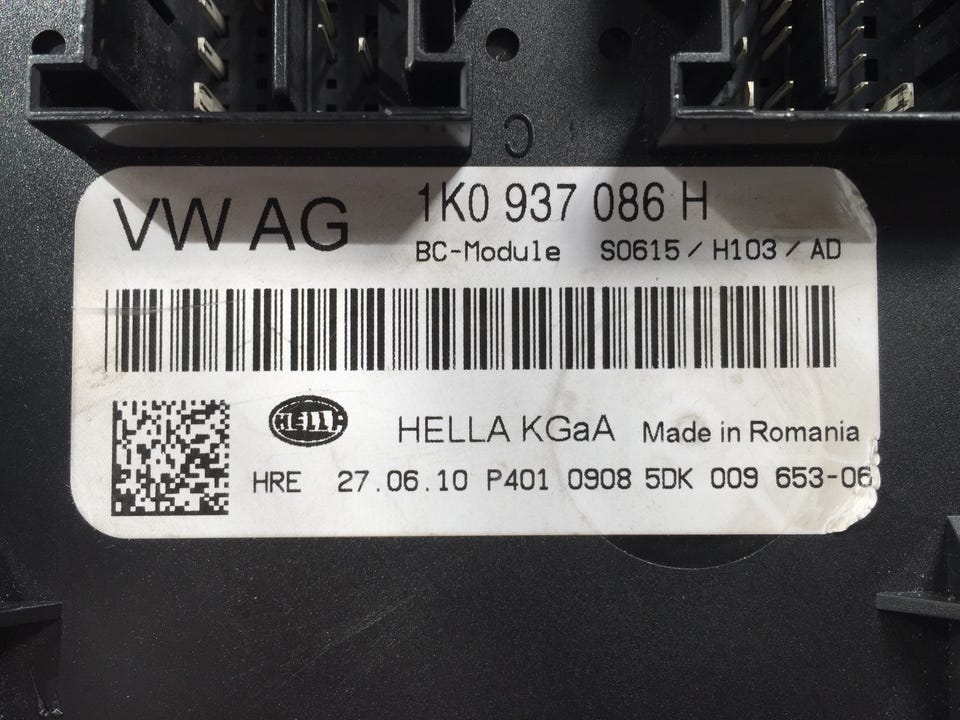 C
VW AG 1K0 937 086 H
BC-Module S0615 / H103 / AD
HELLA HELLA KGaA Made in Romania
HRE 27.06.10 P401 0908 5DK 009 653-06